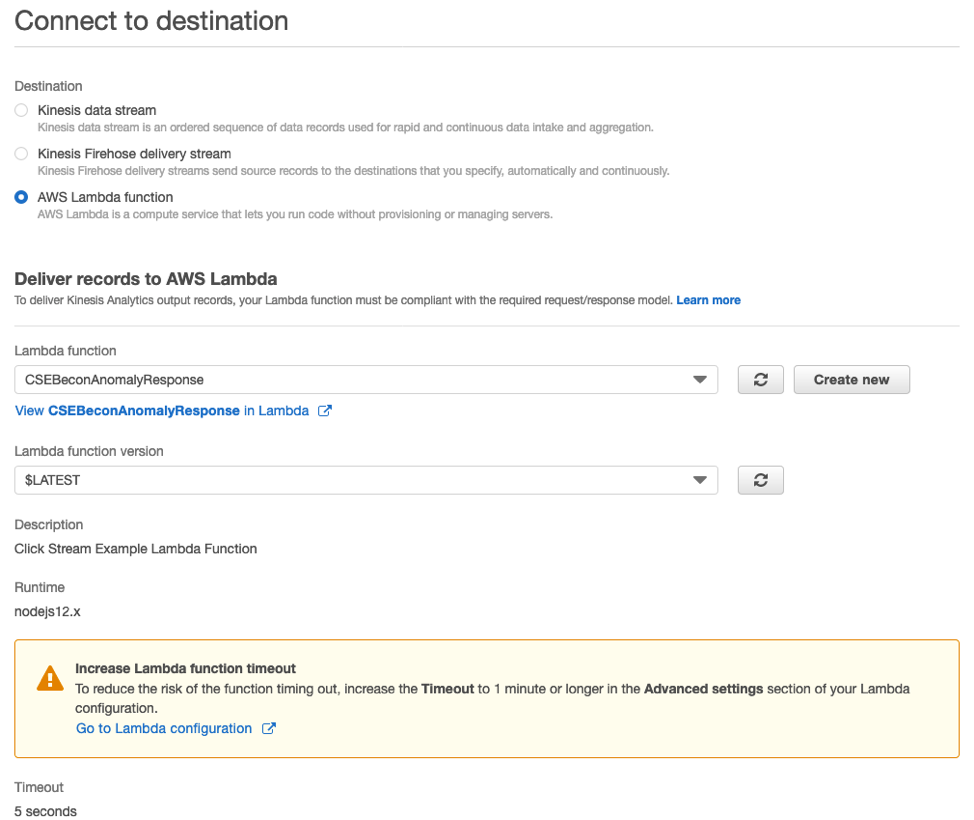 Connect to destination
Destination
Kinesis data stream
Kinesis data stream is an ordered sequence of data records used for rapid and continuous data intake and aggregation.
Kinesis Firehose delivery stream
Kinesis Firehose delivery streams send source records to the destinations that you specify, automatically and continuously.
AWS Lambda function
AWS Lambda is a compute service that lets you run code without provisioning or managing servers.
Deliver records to AWS Lambda
To deliver Kinesis Analytics output records, your Lambda function must be compliant with the required request/response model. Learn more
Lambda function
CSEBeconAnomalyResponse
Create new
View CSEBeconAnomalyResponse in Lambda
Lambda function version
$LATEST
Description
Click Stream Example Lambda Function
Runtime
nodejs12.x
Increase Lambda function timeout
To reduce the risk of the function timing out, increase the Timeout to 1 minute or longer in the Advanced settings section of your Lambda
configuration.
Go to Lambda configuration
Timeout
5 seconds